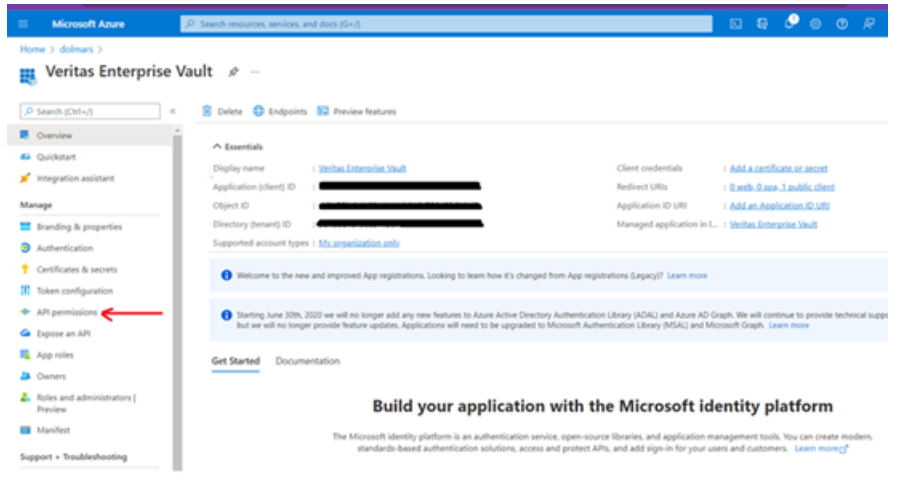 Microsoft Azure
Search resources, services, and docs (G+/)
Home > dolmars >
Veritas Enterprise Vault
Search (Ctrl+/)
Delete Endpoints Preview features
Overview
Quickstart
Integration assistant
Manage
Branding & properties
Authentication
Certificates & secrets
Token configuration
API permissions
Expose an API
App roles
Owners
Roles and administrators |
Preview
Manifest
Support + Troubleshooting
Essentials
Display name : Veritas Enterprise Vault
Application (client) ID :
Object ID :
Directory (tenant) ID :
Supported account types : My organization only
Client credentials : Add a certificate or secret
Redirect URIs : 0 web, 0 spa, 1 public client
Application ID URI : Add an Application ID URI
Managed application in l... : Veritas Enterprise Vault
Welcome to the new and improved App registrations. Looking to learn how it's changed from App registrations (Legacy)? Learn more
Starting June 30th, 2020 we will no longer add any new features to Azure Active Directory Authentication Library (ADAL) and Azure AD Graph. We will continue to provide technical suppo
but we will no longer provide feature updates. Applications will need to be upgraded to Microsoft Authentication Library (MSAL) and Microsoft Graph. Learn more
Get Started Documentation
Build your application with the Microsoft identity platform
The Microsoft identity platform is an authentication service, open-source libraries, and application management tools. You can create modern,
standards-based authentication solutions, access and protect APIs, and add sign-in for your users and customers. Learn more